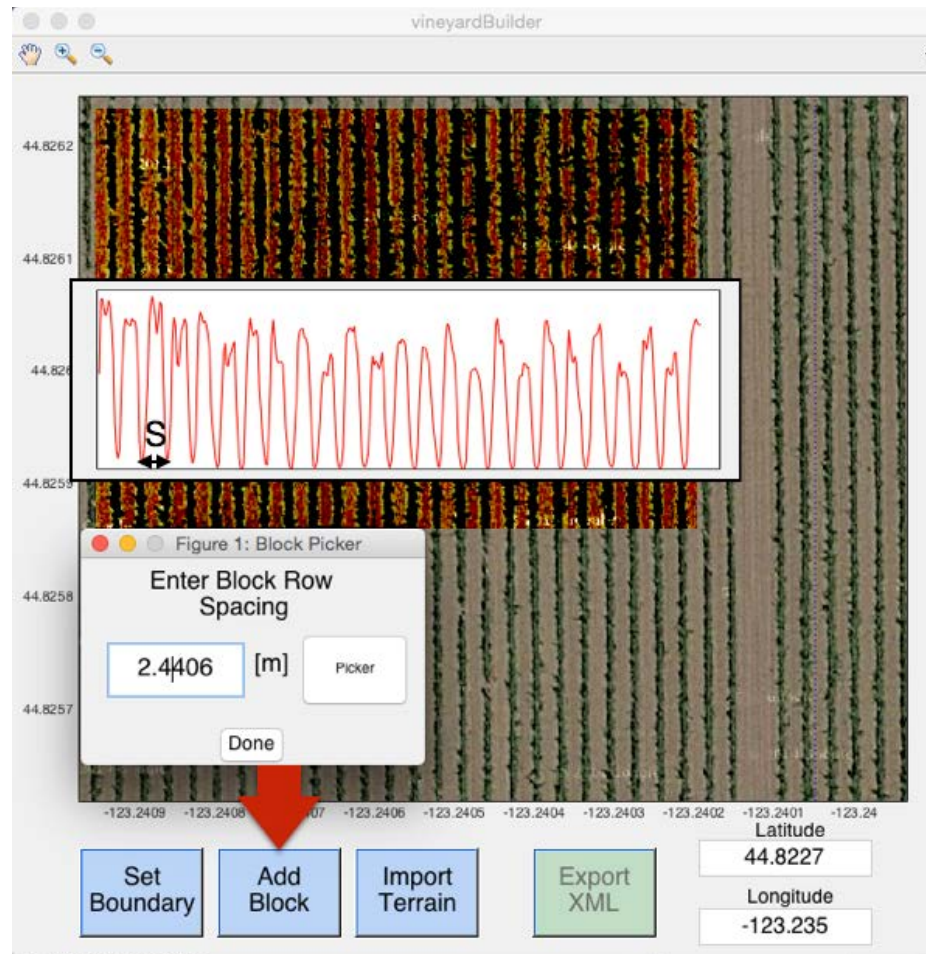 vineyardBuilder
44.8262
44.8261
44.826
44.8259
44.8258
44.8257
S
Figure 1: Block Picker
Enter Block Row
Spacing
2.4406
[m]
Picker
Done
-123.2409
-123.2408
07
-123.2406
-123.2405
-123.2404
-123.2403
-123.2402
-123.2401
-123.24
Set
Boundary
Add
Block
Import
Terrain
Export
XML
Latitude
44.8227
Longitude
-123.235